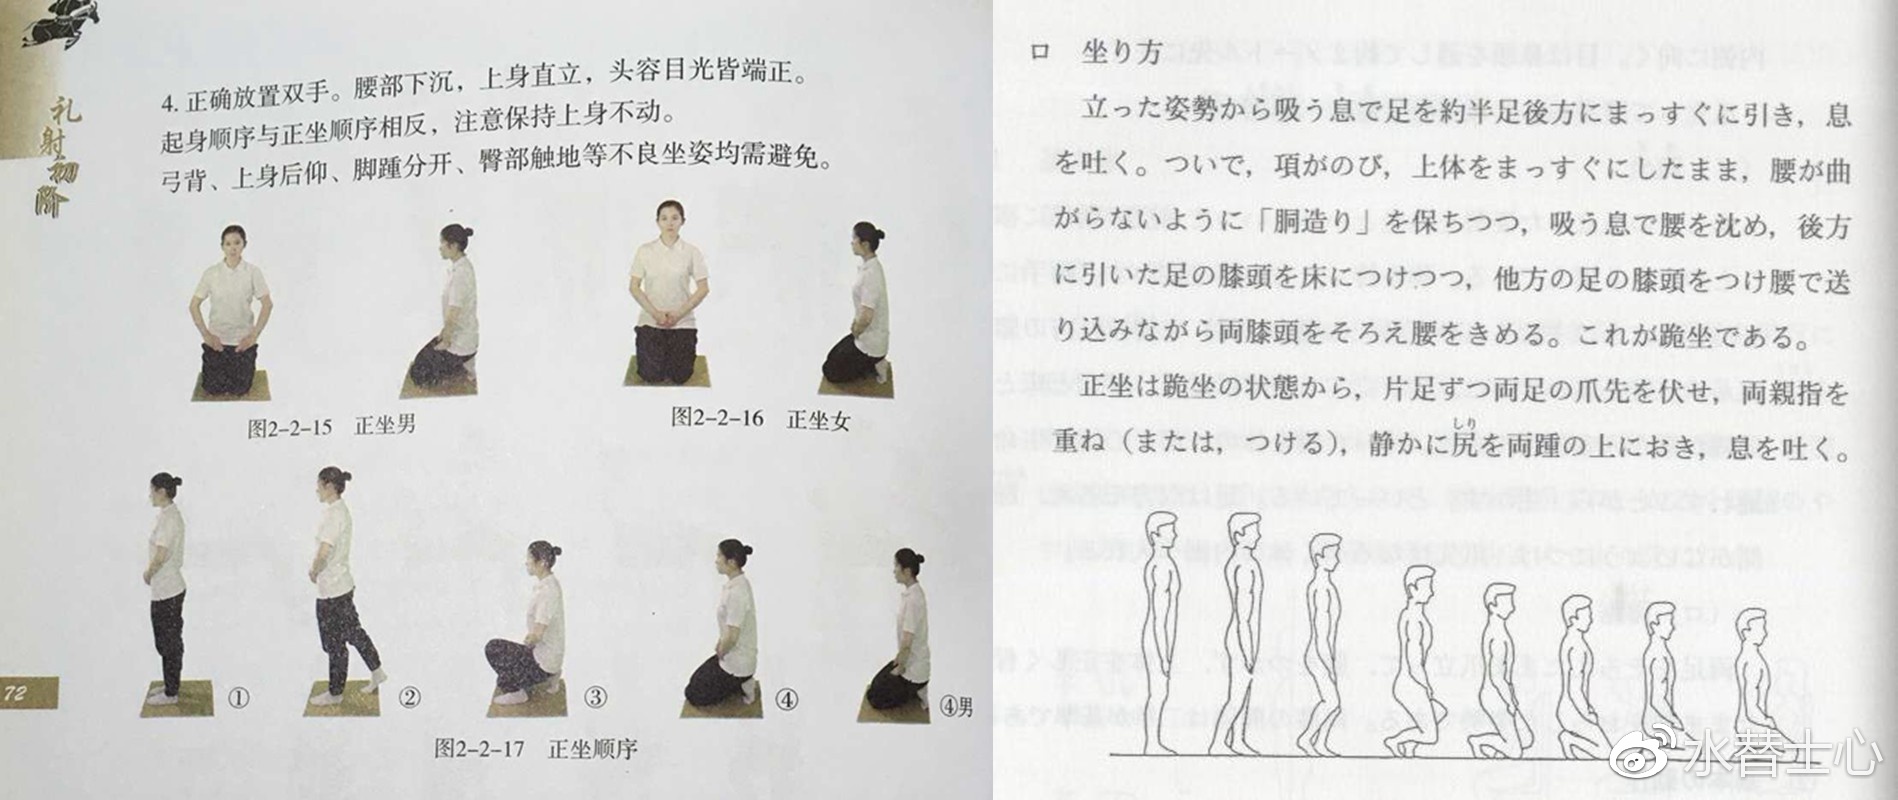 礼射初阶
4. 正确放置双手。腰部下沉，上身直立，头容目光皆端正。
起身顺序与正坐顺序相反，注意保持上身不动。
弓背、上身后仰、脚踵分开、臀部触地等不良坐姿均需避免。
图2-2-15 正坐男
图2-2-16 正坐女
① ② ③ ④ ④男
图2-2-17 正坐顺序
72
ロ 坐り方
立った姿勢から吸う息で足を約半足後方にまっすぐに引き，息
を吐く。ついで，項がのび，上体をまっすぐにしたまま，腰が曲
がらないように「胴造り」を保ちつつ，吸う息で腰を沈め，後方
に引いた足の膝頭を床につけつつ，他方の足の膝頭をつけ腰で送
り込みながら両膝頭をそろえ腰をきめる。これが跪坐である。
正坐は跪坐の状態から，片足ずつ両足の爪先を伏せ，両親指を
しり
重ね（または，つける），静かに尻を両踵の上におき，息を吐く。
水替士心